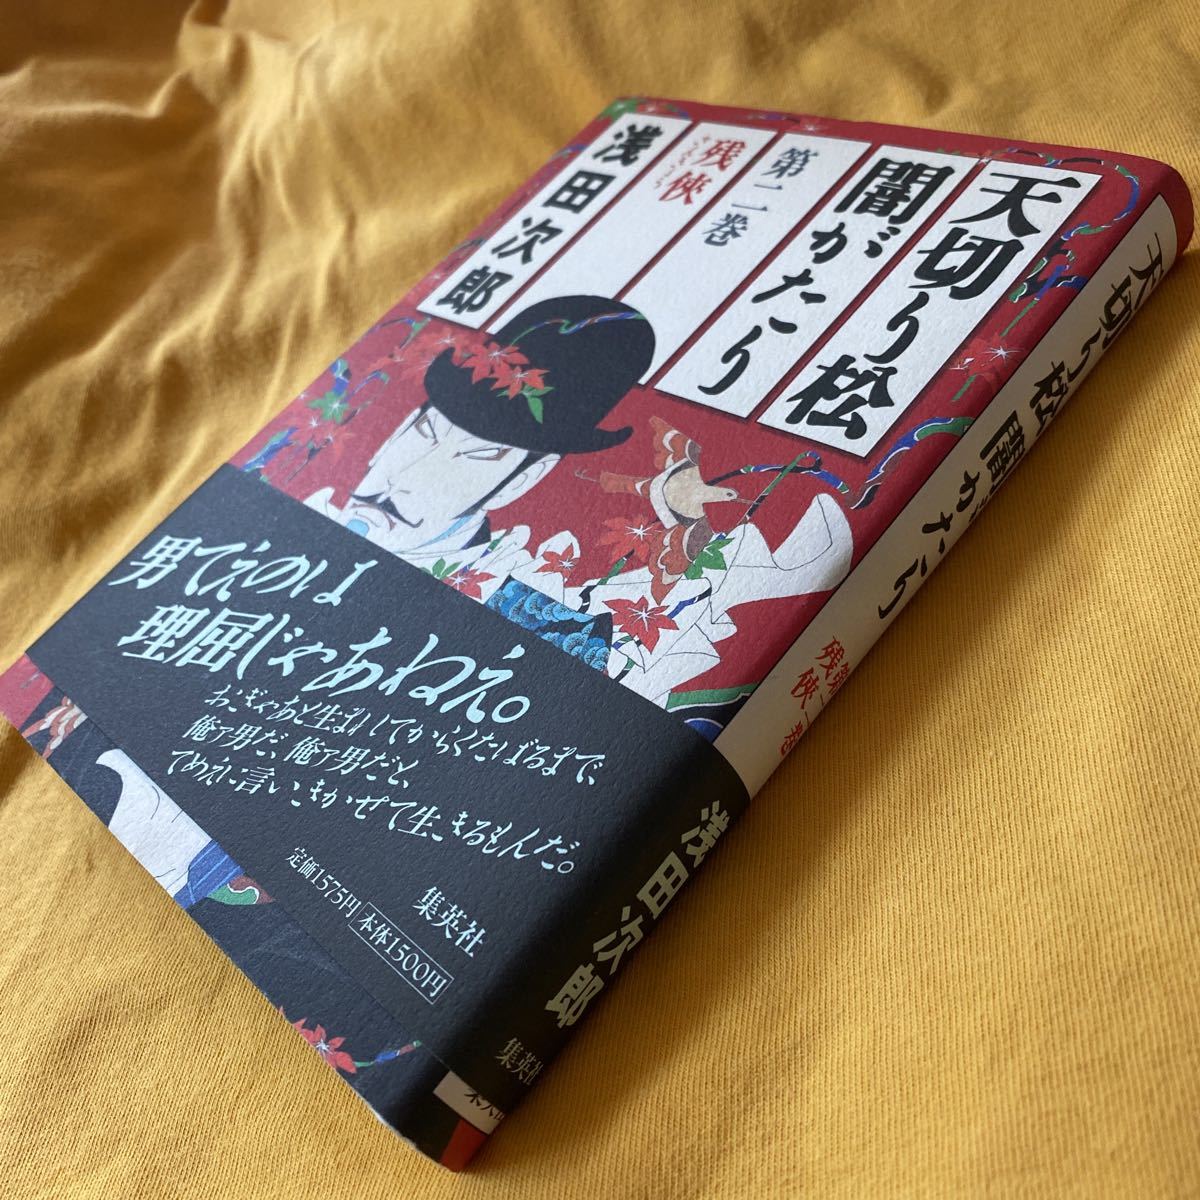 天切り松
闇がたり
第二巻
残侠
ざんきょう
浅田次郎
男てえのは
理屈じゃあねえ。
おぎゃあと生まれてからくたばるまで、
俺ァ男だ、俺ァ男だと、
てめえに言いきかせて生きるもんだ。
集英社
定価1575円
本体1500円
天切り松 闇がたり
第二巻
残侠
浅田次郎
集英社